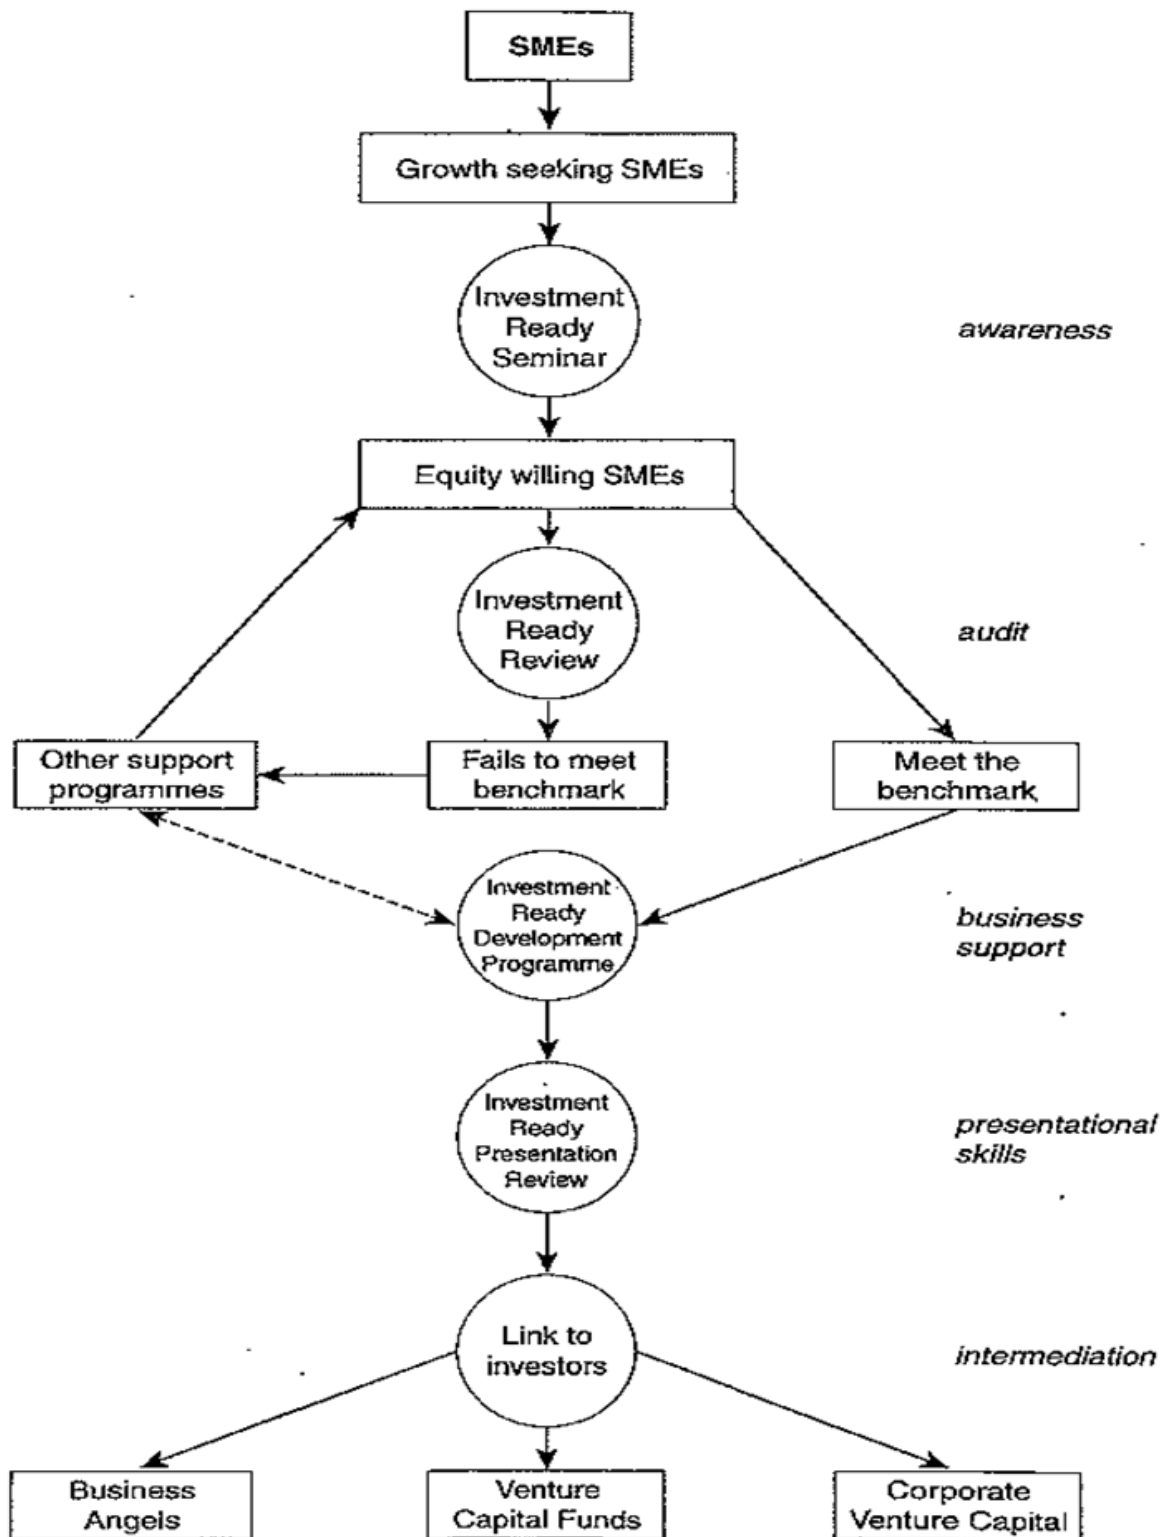 SMEs
Growth seeking SMEs
Investment
Ready
Seminar
awareness
Equity willing SMEs
Investment
Ready
Review
audit
Other support
programmes
Fails to meet
benchmark
Meet the
benchmark
Investment
Ready
Development
Programme
business
support
Investment
Ready
Presentation
Review
presentational
skills
Link to
investors
intermediation
Business
Angels
Venture
Capital Funds
Corporate
Venture Capital